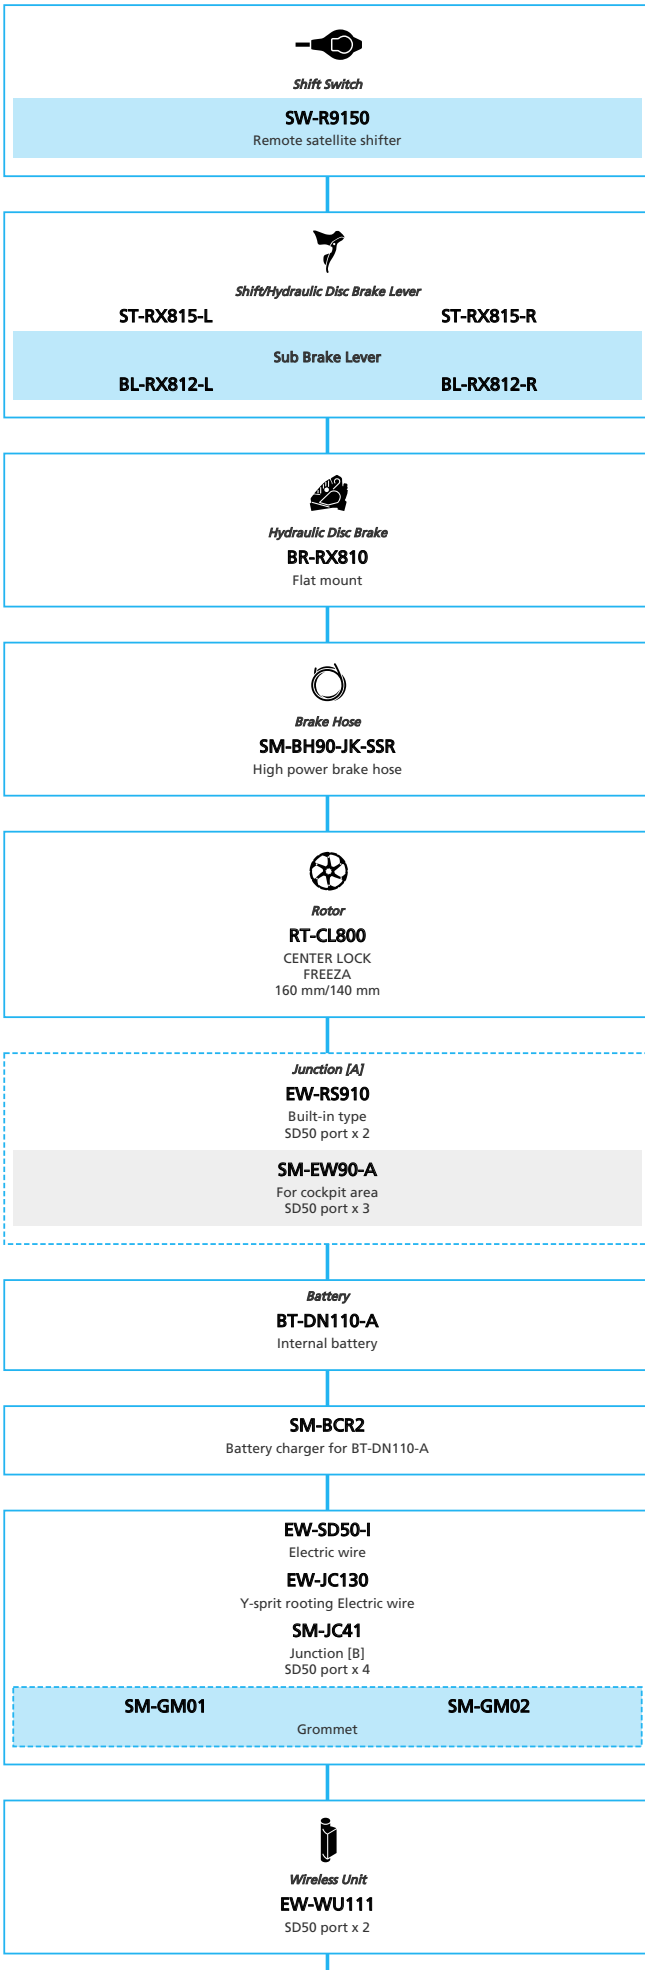 Shift Switch
SW-R9150
Remote satellite shifter
Shift/Hydraulic Disc Brake Lever
ST-RX815-L ST-RX815-R
Sub Brake Lever
BL-RX812-L BL-RX812-R
Hydraulic Disc Brake
BR-RX810
Flat mount
Brake Hose
SM-BH90-JK-SSR
High power brake hose
Rotor
RT-CL800
CENTER LOCK
FREEZA
160 mm/140 mm
Junction [A]
EW-RS910
Built-in type
SD50 port x 2
SM-EW90-A
For cockpit area
SD50 port x 3
Battery
BT-DN110-A
Internal battery
SM-BCR2
Battery charger for BT-DN110-A
EW-SD50-I
Electric wire
EW-JC130
Y-sprit rooting Electric wire
SM-JC41
Junction [B]
SD50 port x 4
SM-GM01 SM-GM02
Grommet
Wireless Unit
EW-WU111
SD50 port x 2